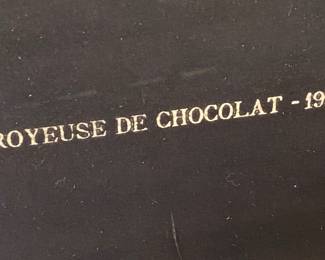 ROYEUSE DE CHOCOLAT - 19